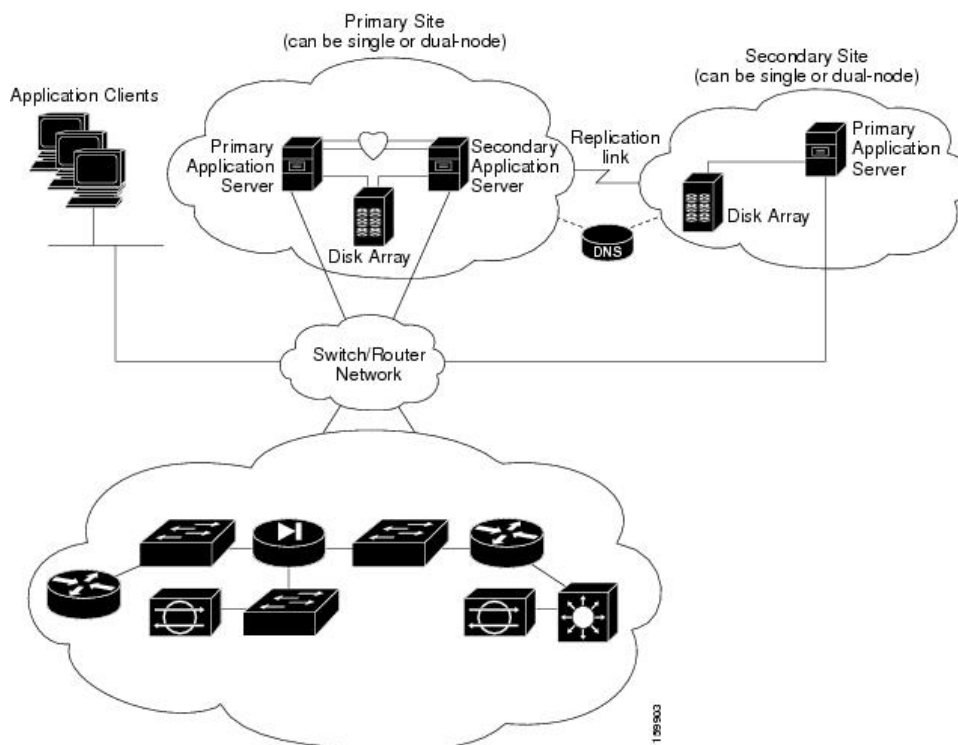 Primary Site
(can be single or dual-node)
Secondary Site
(can be single or dual-node)
Application Clients
Primary
Application
Server
Secondary
Application
Server
Disk Array
Replication
link
DNS
Primary
Application
Server
Disk Array
Switch/Router
Network
159903